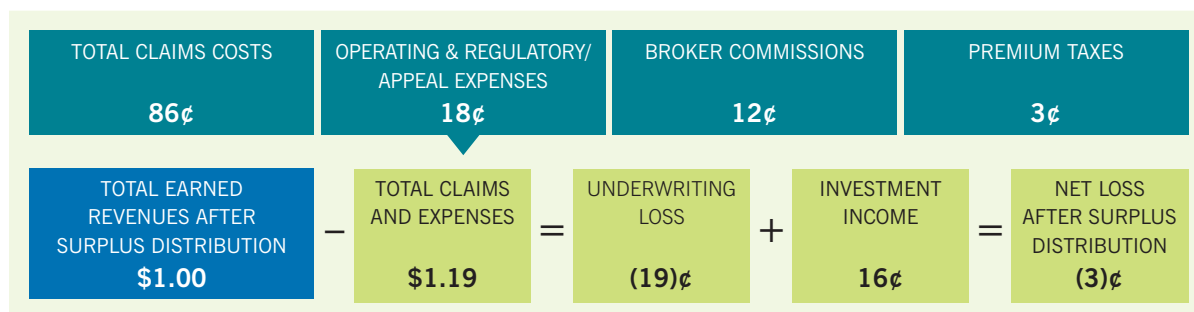 TOTAL CLAIMS COSTS
86¢
OPERATING & REGULATORY/
APPEAL EXPENSES
18¢
BROKER COMMISSIONS
12¢
PREMIUM TAXES
3¢
TOTAL EARNED
REVENUES AFTER
SURPLUS DISTRIBUTION
$1.00
–
TOTAL CLAIMS
AND EXPENSES
$1.19
=
UNDERWRITING
LOSS
(19)¢
+
INVESTMENT
INCOME
16¢
=
NET LOSS
AFTER SURPLUS
DISTRIBUTION
(3)¢